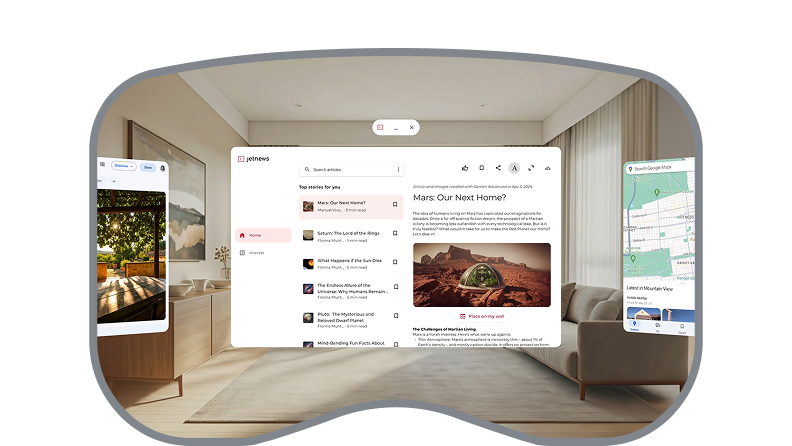 Slideshow
Share
jetnews
Search articles
Top stories for you
Mars: Our Next Home?
5 min read
Saturn: The Lord of the Rings
Florina Munt... - 5 min read
What Happens if the Sun Dies
Florina Munt... - 5 min read
The Endless Allure of the
Universe: Why Humans Remain...
Florina Munt... - 5 min read
Pluto: The Mysterious and
Beloved Dwarf Planet
Florina Munt... - 5 min read
Mind-Bending Fun Facts About
Home
Interest
A
Article and images created with Gemini Advanced in Apr 3, 2024
Mars: Our Next Home?
The idea of humans living on Mars has captivated our imaginations for
decades. Once a far-off science fiction dream, the prospect of a Martian
colony is becoming less outlandish with every technological leap. But is it
truly feasible? What would it take for us to make the Red Planet our home?
Let's dive in!
Place on my wall
The Challenges of Martian Living
Mars is a harsh mistress. Here's what we're up against:
Thin Atmosphere: Mars's atmosphere is incredibly thin – about 1% of
Earth's density – and mostly carbon dioxide. It offers no protection from
Search Google Maps
Latest in Mountain View
Hotels nearby